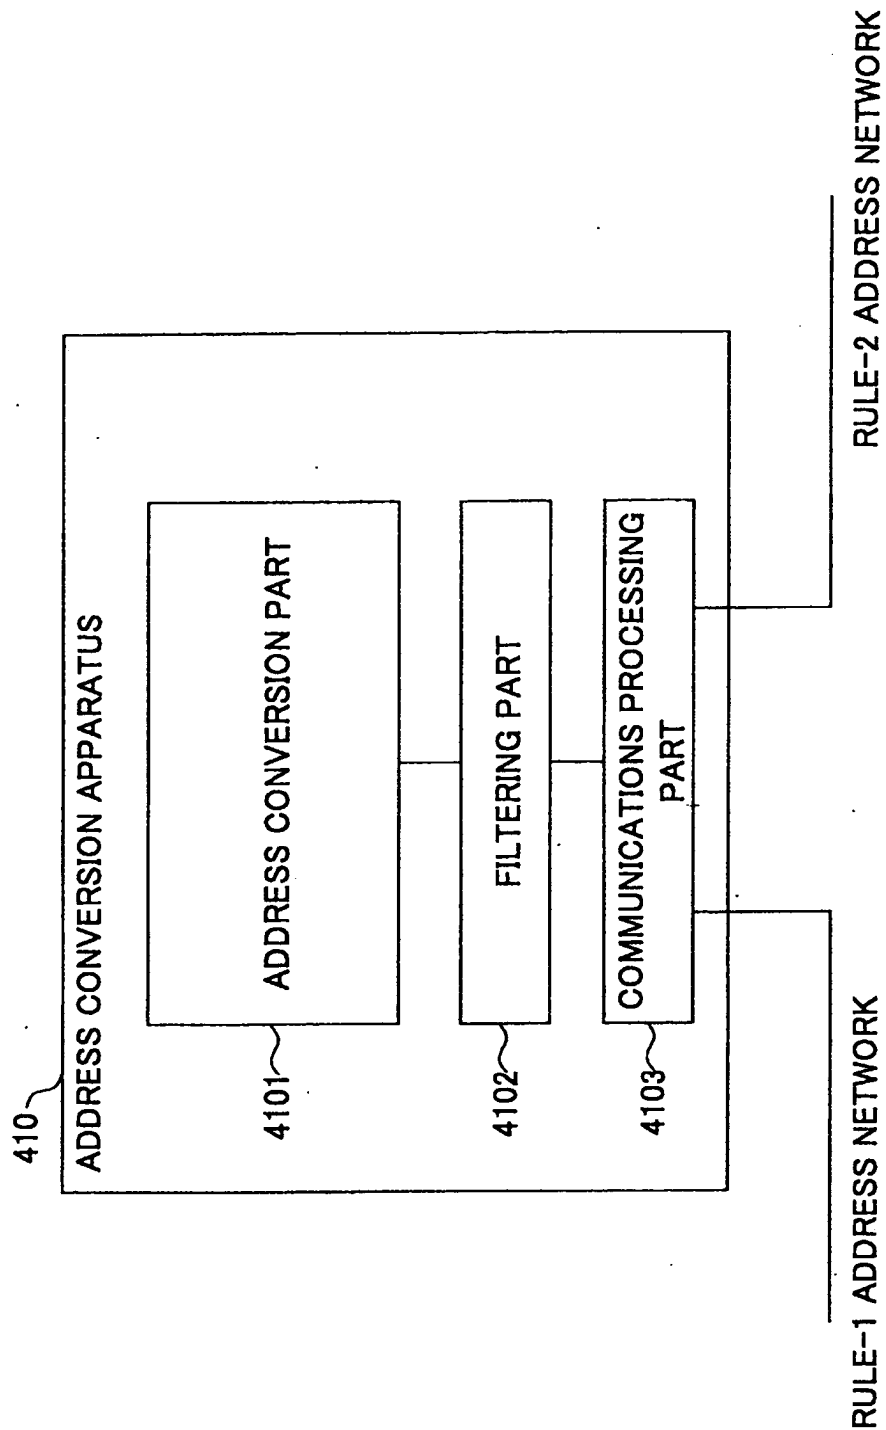 410
ADDRESS CONVERSION APPARATUS
4101
ADDRESS CONVERSION PART
4102
FILTERING PART
4103
COMMUNICATIONS PROCESSING
PART
RULE-1 ADDRESS NETWORK
RULE-2 ADDRESS NETWORK